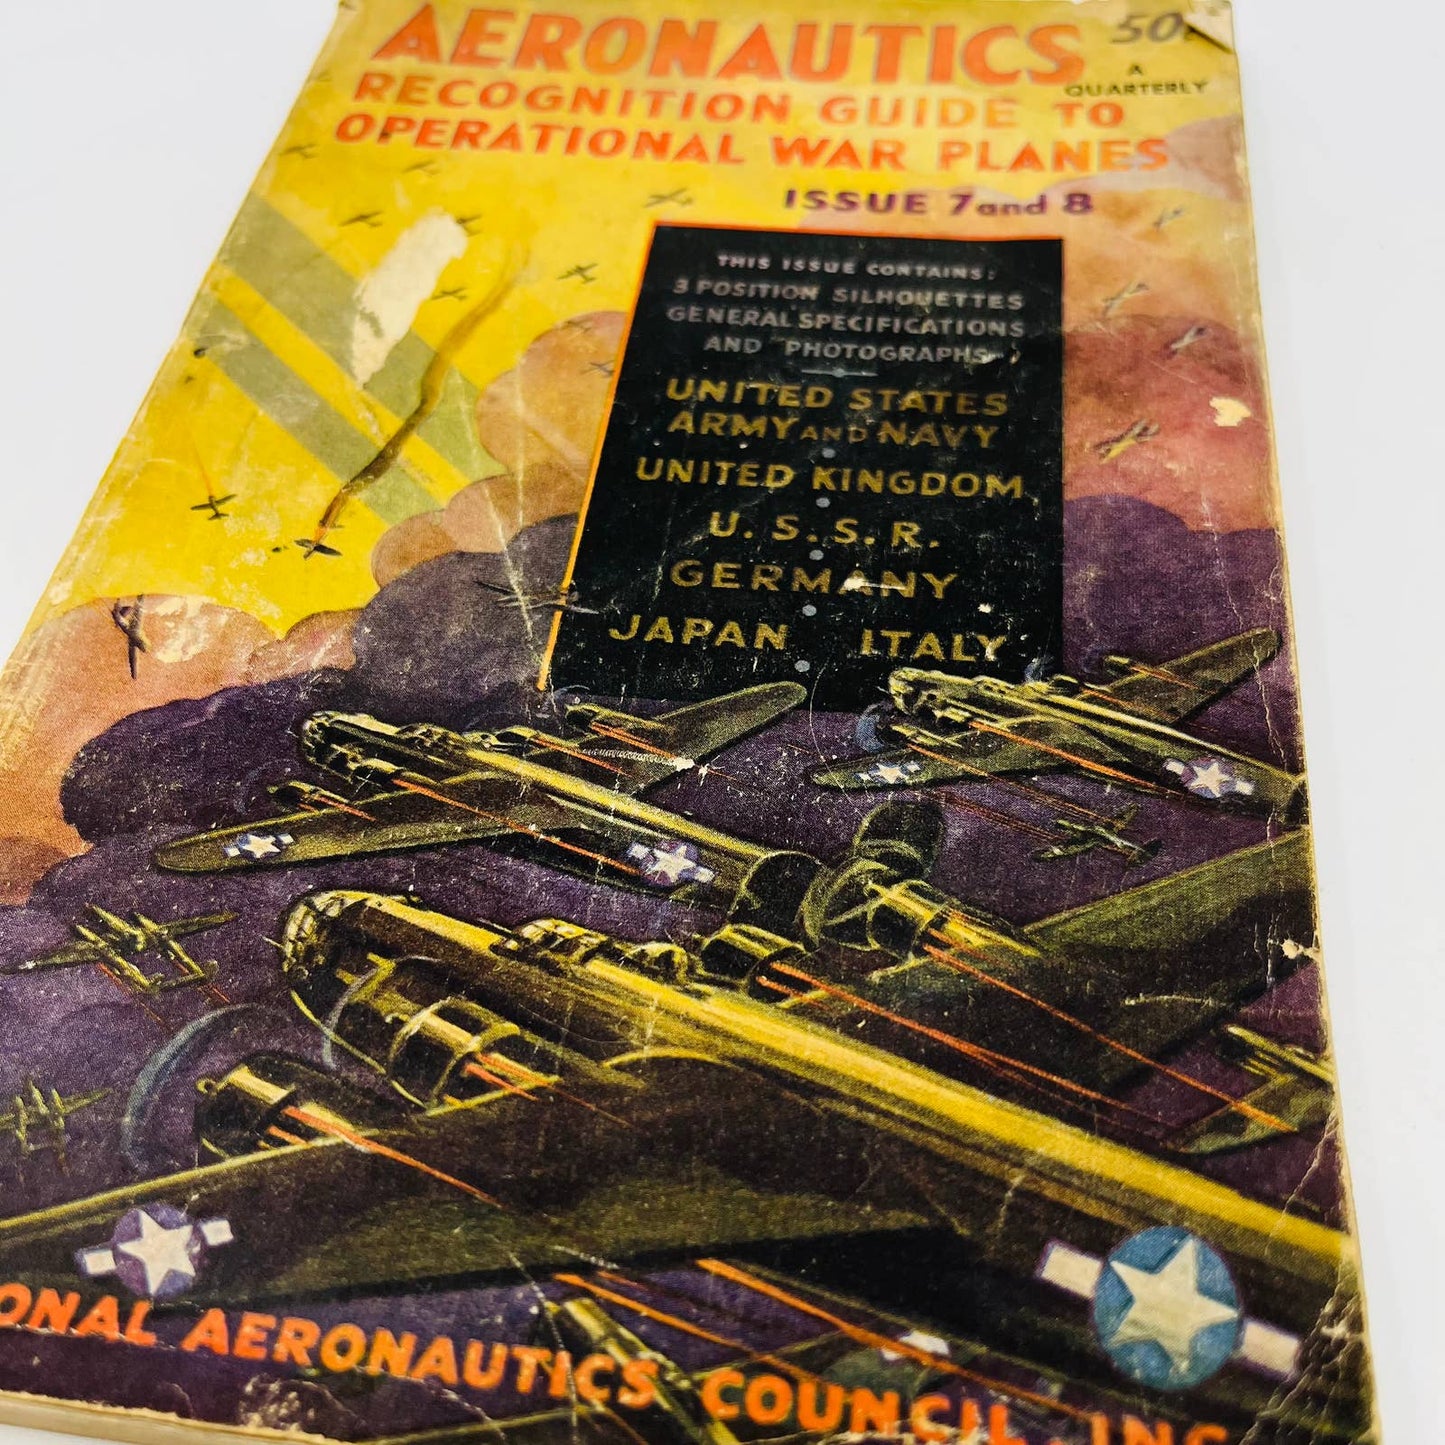 AERONAUTICS
50¢
A
QUARTERLY
RECOGNITION GUIDE TO
OPERATIONAL WAR PLANES
ISSUE 7 and 8
THIS ISSUE CONTAINS:
3 POSITION SILHOUETTES
GENERAL SPECIFICATIONS
AND PHOTOGRAPHS
UNITED STATES
ARMY AND NAVY
UNITED KINGDOM
U.S.S.R.
GERMANY
JAPAN ITALY
ONAL AERONAUTICS COUNCIL, INC